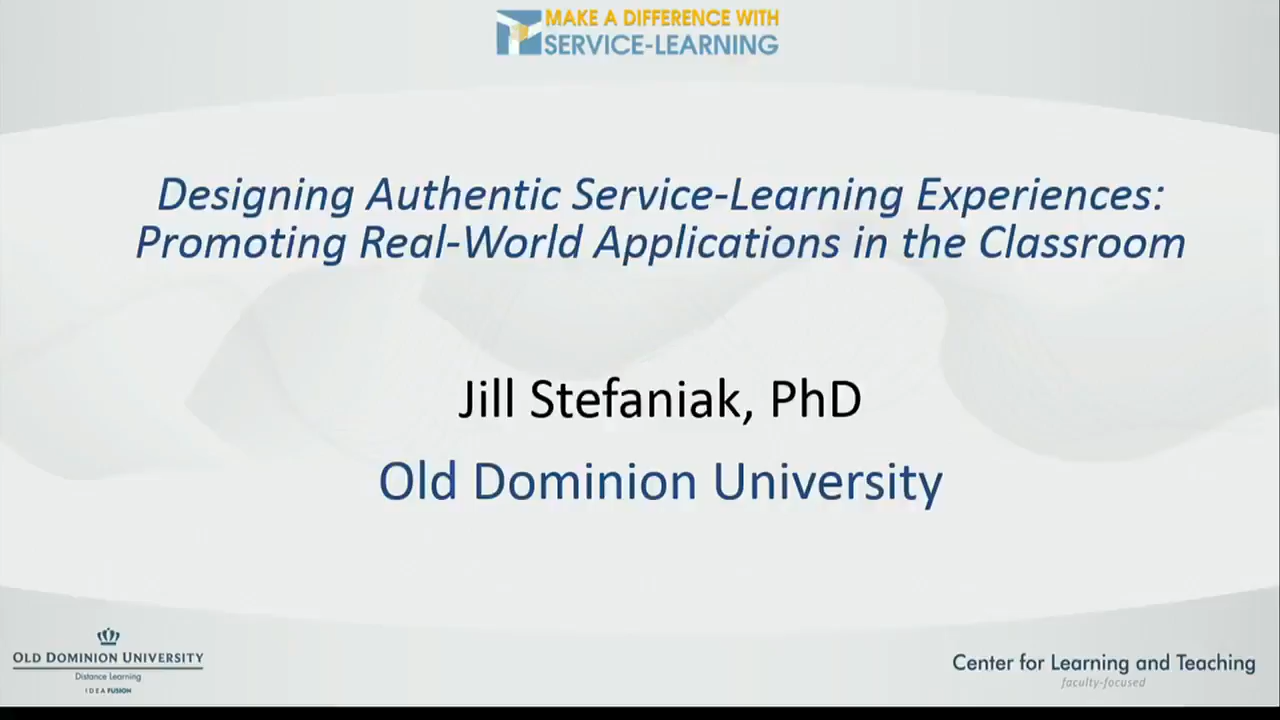 MAKE A DIFFERENCE WITH
SERVICE-LEARNING
Designing Authentic Service-Learning Experiences:
Promoting Real-World Applications in the Classroom
Jill Stefaniak, PhD
Old Dominion University
OLD DOMINION UNIVERSITY
Distance Learning
IDEA FUSION
Center for Learning and Teaching
faculty-focused